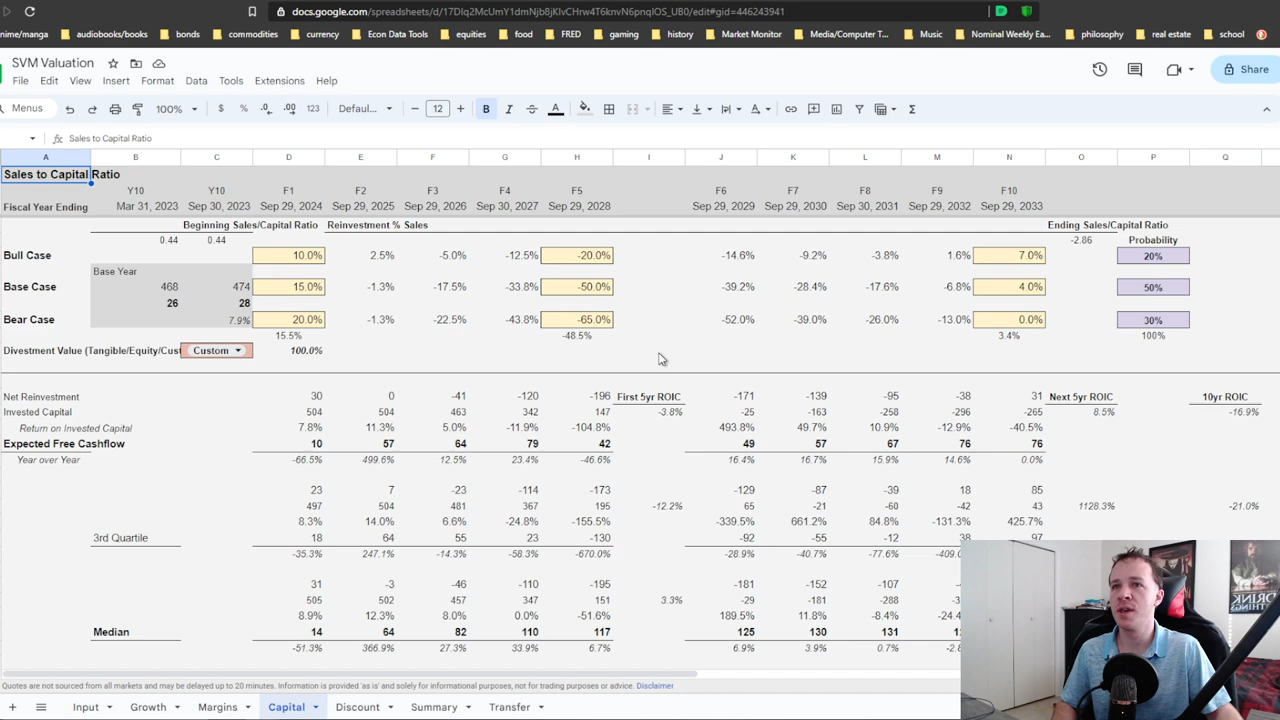 docs.google.com/spreadsheets/d/17Dlq2McUmY1dmNjb8jKIvCHrw4T6knvN6pnqIOS_UB0/edit#gid=446243941
nime/manga audiobooks/books bonds commodities currency Econ Data Tools equities food FRED gaming history Market Monitor Media/Computer T... Music Nominal Weekly Ea... philosophy real estate school
SVM Valuation
File Edit View Insert Format Data Tools Extensions Help
Share
Menus 100% $ % .0 .00 123 Defaul... 12 B I A
Sales to Capital Ratio
A B C D E F G H I J K L M N O P Q
Sales to Capital Ratio
Y10 Y10 F1 F2 F3 F4 F5 F6 F7 F8 F9 F10
Fiscal Year Ending Mar 31, 2023 Sep 30, 2023 Sep 29, 2024 Sep 29, 2025 Sep 29, 2026 Sep 30, 2027 Sep 29, 2028 Sep 29, 2029 Sep 29, 2030 Sep 30, 2031 Sep 29, 2032 Sep 29, 2033
Beginning Sales/Capital Ratio Reinvestment % Sales Ending Sales/Capital Ratio
0.44 0.44 -2.86 Probability
Bull Case 10.0% 2.5% -5.0% -12.5% -20.0% -14.6% -9.2% -3.8% 1.6% 7.0% 20%
Base Year
Base Case 468 474 15.0% -1.3% -17.5% -33.8% -50.0% -39.2% -28.4% -17.6% -6.8% 4.0% 50%
26 28
Bear Case 7.9% 20.0% -1.3% -22.5% -43.8% -65.0% -52.0% -39.0% -26.0% -13.0% 0.0% 30%
15.5% -48.5% 3.4% 100%
Divestment Value (Tangible/Equity/Cust Custom 100.0%
Net Reinvestment 30 0 -41 -120 -196 First 5yr ROIC -171 -139 -95 -38 31 Next 5yr ROIC 10yr ROIC
Invested Capital 504 504 463 342 147 -3.8% -25 -163 -258 -296 -265 8.5% -16.9%
Return on Invested Capital 7.8% 11.3% 5.0% -11.9% -104.8% 493.8% 49.7% 10.9% -12.9% -40.5%
Expected Free Cashflow 10 57 64 79 42 49 57 67 76 76
Year over Year -66.5% 499.6% 12.5% 23.4% -46.6% 16.4% 16.7% 15.9% 14.6% 0.0%
23 7 -23 -114 -173 -129 -87 -39 18 85
497 504 481 367 195 -12.2% 65 -21 -60 -42 43 1128.3% -21.0%
8.3% 14.0% 6.6% -24.8% -155.5% -339.5% 661.2% 84.8% -131.3% 425.7%
3rd Quartile 18 64 55 23 -130 -92 -55 -12 38 97
-35.3% 247.1% -14.3% -58.3% -670.0% -28.9% -40.7% -77.6% -409.0
31 -3 -46 -110 -195 -181 -152 -107
505 502 457 347 151 3.3% -29 -181 -288 -3
8.9% 12.3% 8.0% 0.0% -51.6% 189.5% 11.8% -8.4% -24.4
Median 14 64 82 110 117 125 130 131 1
-51.3% 366.9% 27.3% 33.9% 6.7% 6.9% 3.9% 0.7% -2.8
Quotes are not sourced from all markets and may be delayed up to 20 minutes. Information is provided 'as is' and solely for informational purposes, not for trading purposes or advice. Disclaimer
Input Growth Margins Capital Discount Summary Transfer
DRINK
THINGS